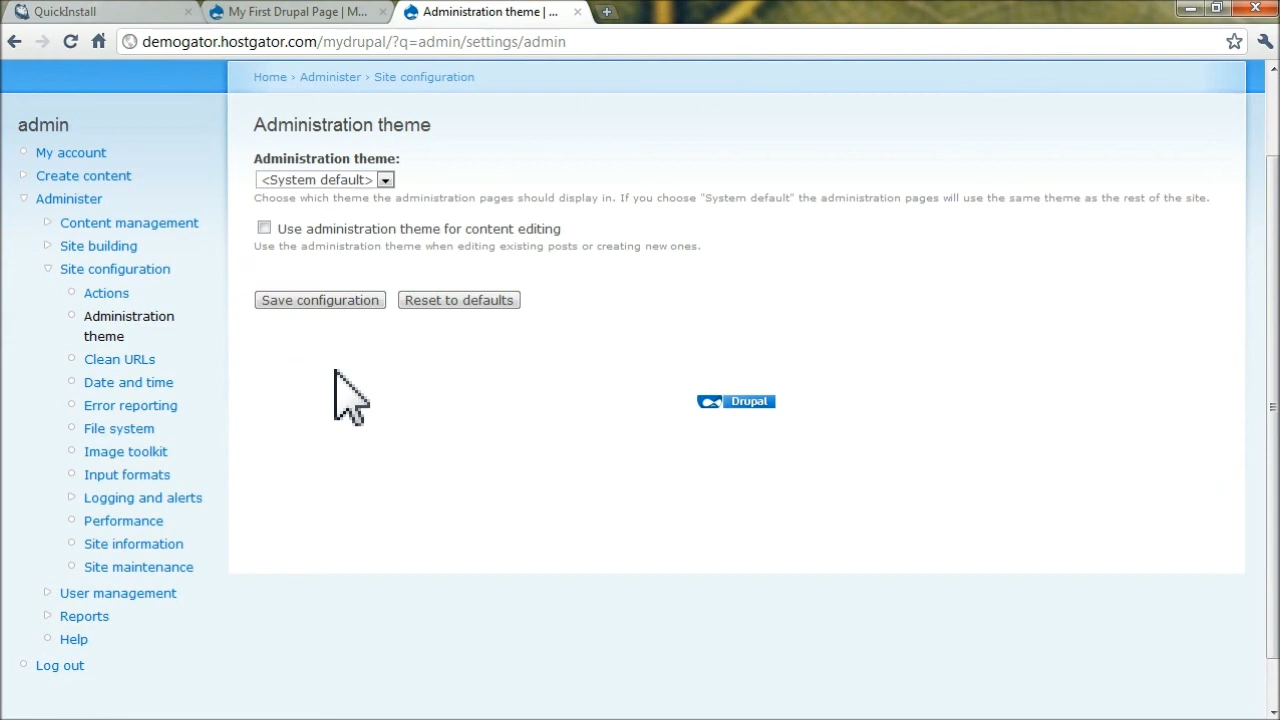 QuickInstall
My First Drupal Page | M...
Administration theme | ...
demogator.hostgator.com/mydrupal/?q=admin/settings/admin
Home › Administer › Site configuration
admin
My account
Create content
Administer
Content management
Site building
Site configuration
Actions
Administration
theme
Clean URLs
Date and time
Error reporting
File system
Image toolkit
Input formats
Logging and alerts
Performance
Site information
Site maintenance
User management
Reports
Help
Log out
Administration theme
Administration theme:
<System default>
Choose which theme the administration pages should display in. If you choose "System default" the administration pages will use the same theme as the rest of the site.
Use administration theme for content editing
Use the administration theme when editing existing posts or creating new ones.
Save configuration Reset to defaults
Drupal